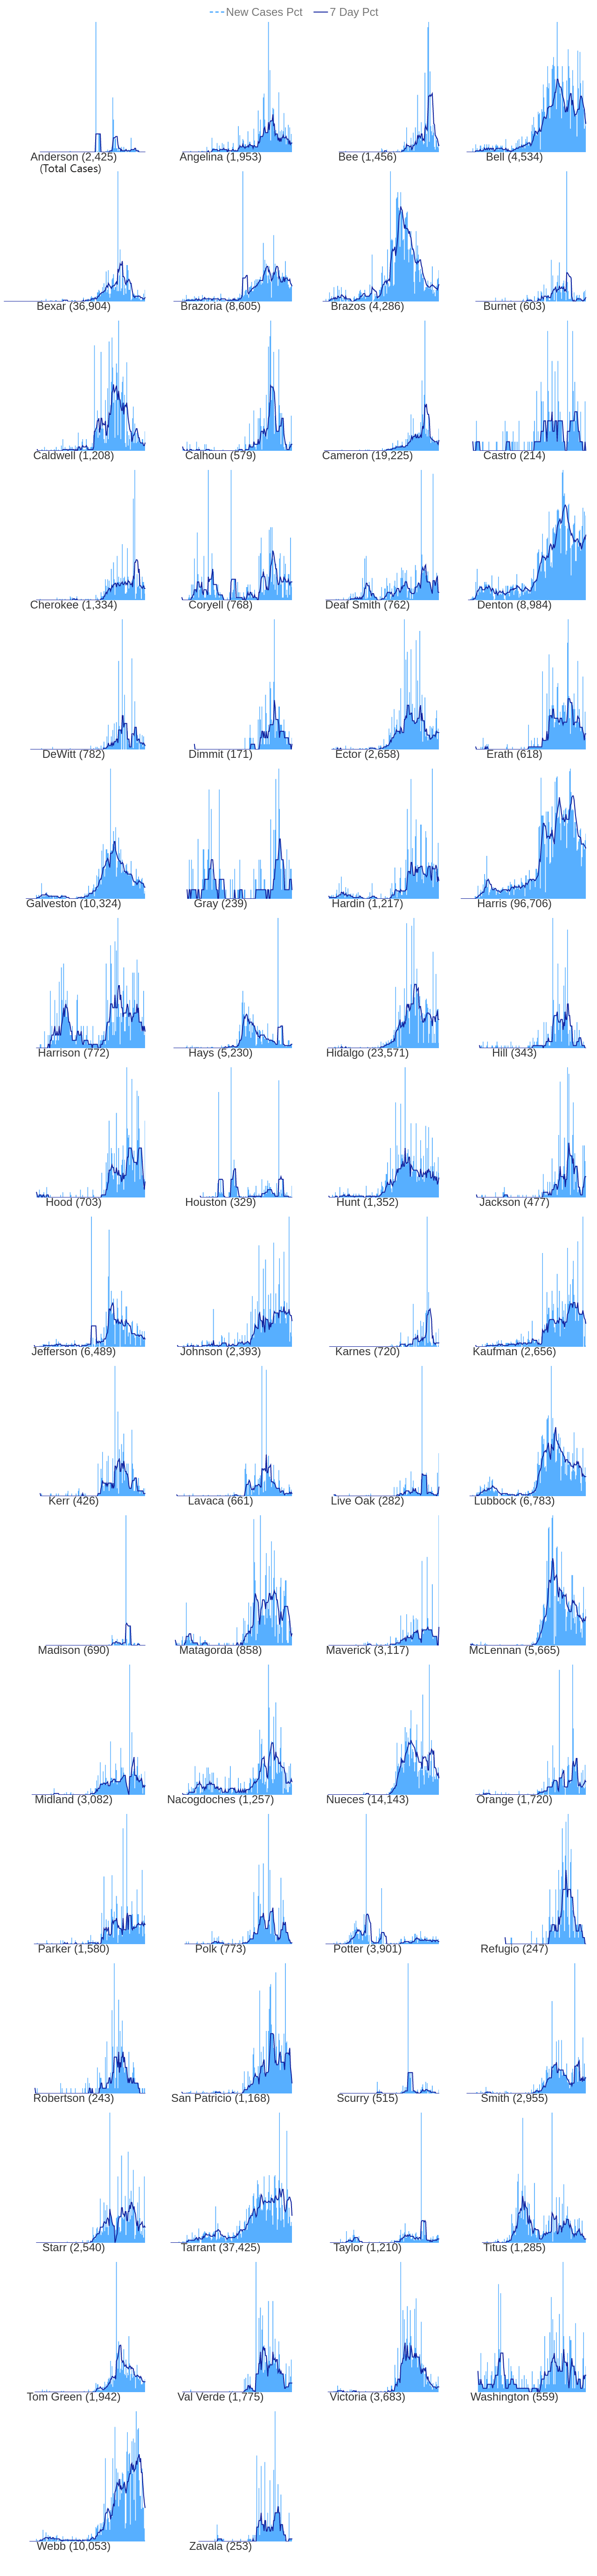 New Cases Pct 7 Day Pct
Anderson (2,425) Angelina (1,953) Bee (1,456) Bell (4,534)
(Total Cases)
Bexar (36,904) Brazoria (8,605) Brazos (4,286) Burnet (603)
Caldwell (1,208) Calhoun (579) Cameron (19,225) Castro (214)
Cherokee (1,334) Coryell (768) Deaf Smith (762) Denton (8,984)
DeWitt (782) Dimmit (171) Ector (2,658) Erath (618)
Galveston (10,324) Gray (239) Hardin (1,217) Harris (96,706)
Harrison (772) Hays (5,230) Hidalgo (23,571) Hill (343)
Hood (703) Houston (329) Hunt (1,352) Jackson (477)
Jefferson (6,489) Johnson (2,393) Karnes (720) Kaufman (2,656)
Kerr (426) Lavaca (661) Live Oak (282) Lubbock (6,783)
Madison (690) Matagorda (858) Maverick (3,117) McLennan (5,665)
Midland (3,082) Nacogdoches (1,257) Nueces (14,143) Orange (1,720)
Parker (1,580) Polk (773) Potter (3,901) Refugio (247)
Robertson (243) San Patricio (1,168) Scurry (515) Smith (2,955)
Starr (2,540) Tarrant (37,425) Taylor (1,210) Titus (1,285)
Tom Green (1,942) Val Verde (1,775) Victoria (3,683) Washington (559)
Webb (10,053) Zavala (253)